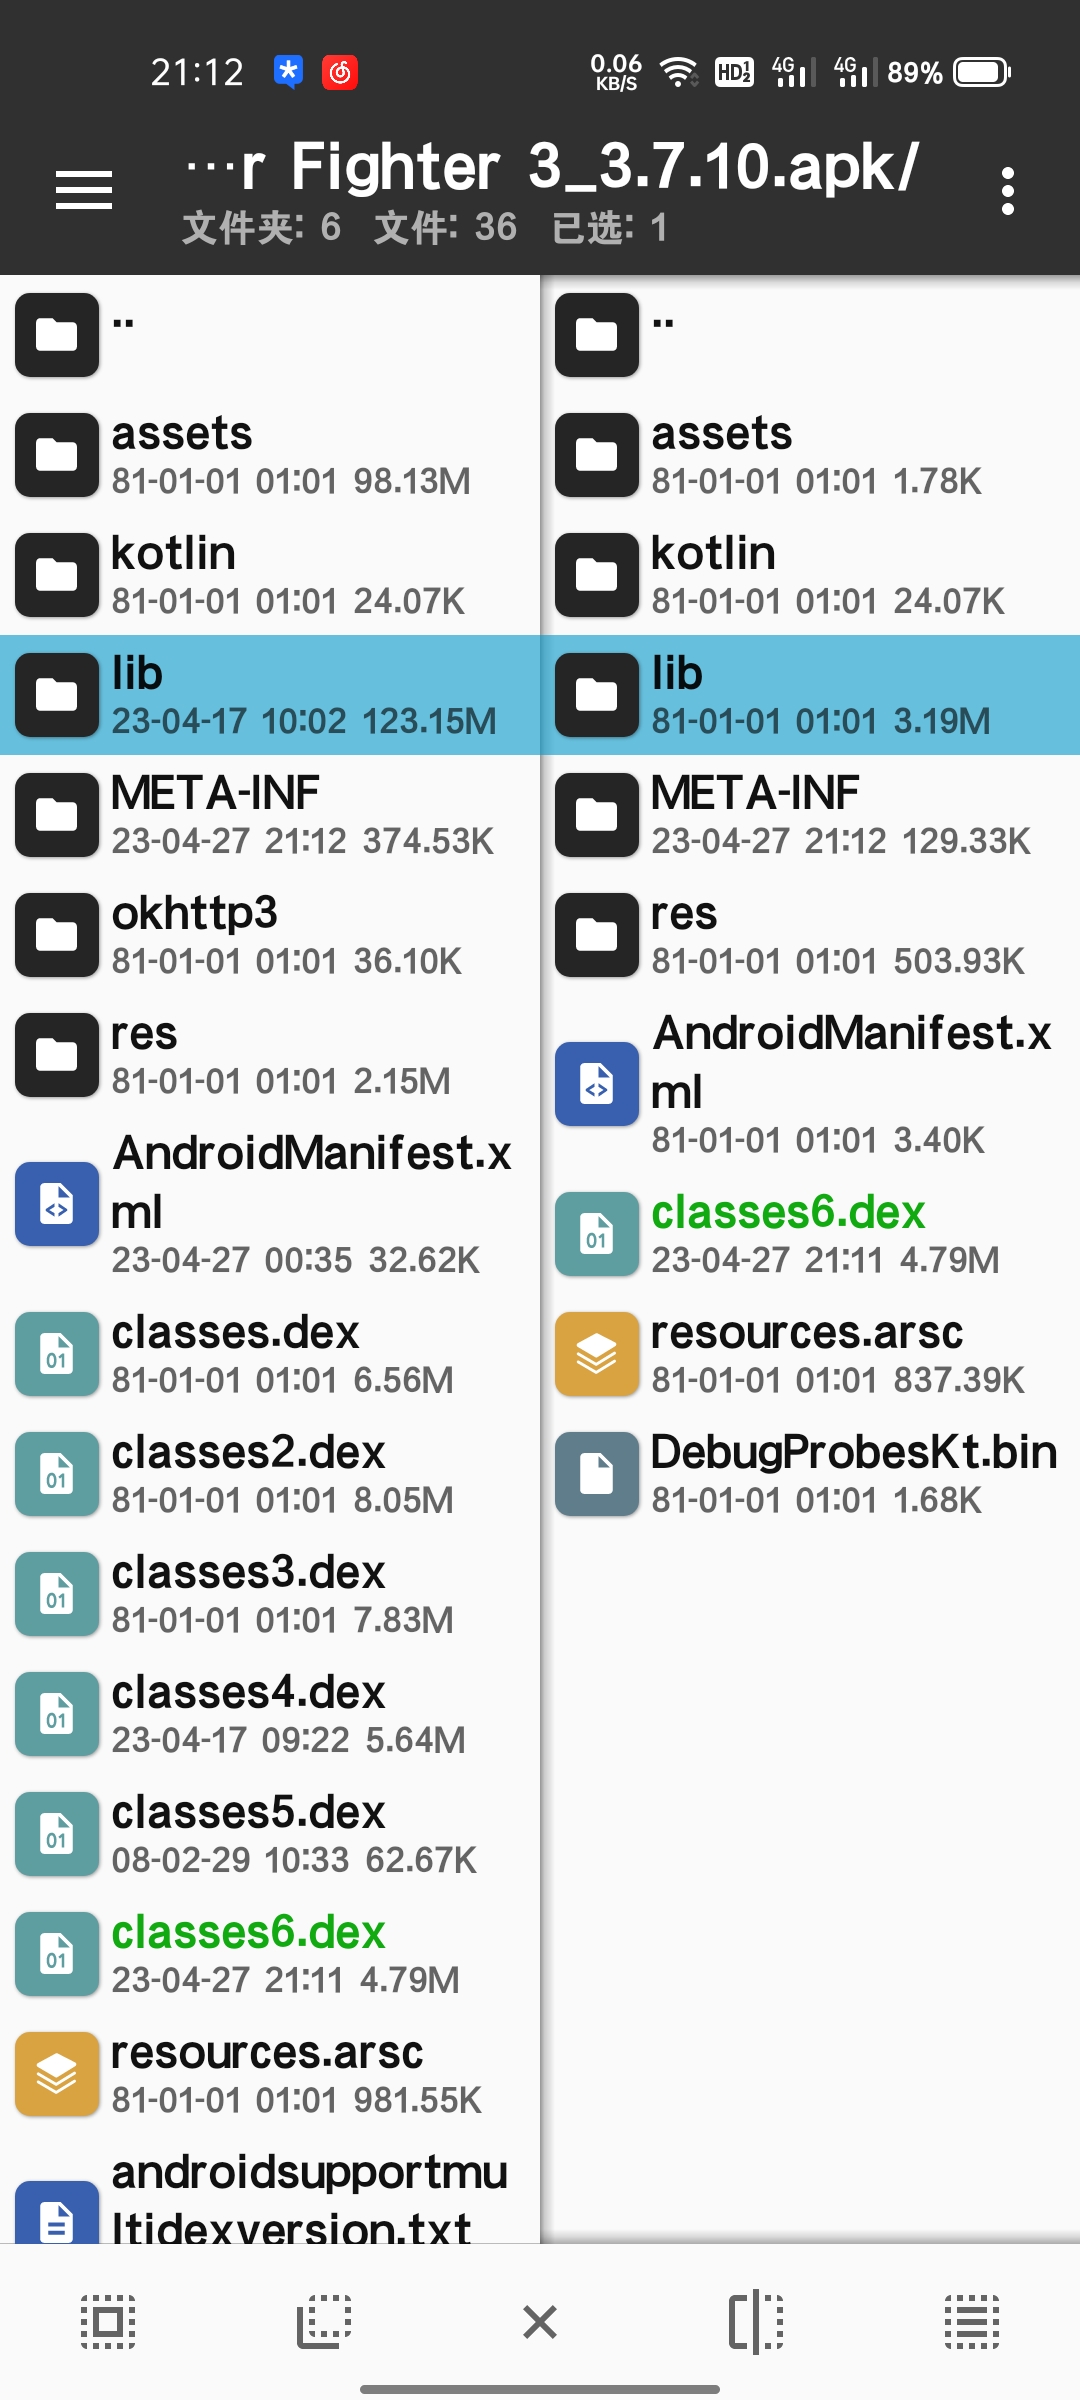 21:12
0.06 KB/S
HD 1 2
4G
4G
89%
…r Fighter 3_3.7.10.apk/
文件夹: 6 文件: 36 已选: 1
..
assets
81-01-01 01:01 98.13M
kotlin
81-01-01 01:01 24.07K
lib
23-04-17 10:02 123.15M
META-INF
23-04-27 21:12 374.53K
okhttp3
81-01-01 01:01 36.10K
res
81-01-01 01:01 2.15M
AndroidManifest.x
ml
23-04-27 00:35 32.62K
01
classes.dex
81-01-01 01:01 6.56M
01
classes2.dex
81-01-01 01:01 8.05M
01
classes3.dex
81-01-01 01:01 7.83M
01
classes4.dex
23-04-17 09:22 5.64M
01
classes5.dex
08-02-29 10:33 62.67K
01
classes6.dex
23-04-27 21:11 4.79M
resources.arsc
81-01-01 01:01 981.55K
androidsupportmu
ltidexversion.txt
..
assets
81-01-01 01:01 1.78K
kotlin
81-01-01 01:01 24.07K
lib
81-01-01 01:01 3.19M
META-INF
23-04-27 21:12 129.33K
res
81-01-01 01:01 503.93K
AndroidManifest.x
ml
81-01-01 01:01 3.40K
01
classes6.dex
23-04-27 21:11 4.79M
resources.arsc
81-01-01 01:01 837.39K
DebugProbesKt.bin
81-01-01 01:01 1.68K